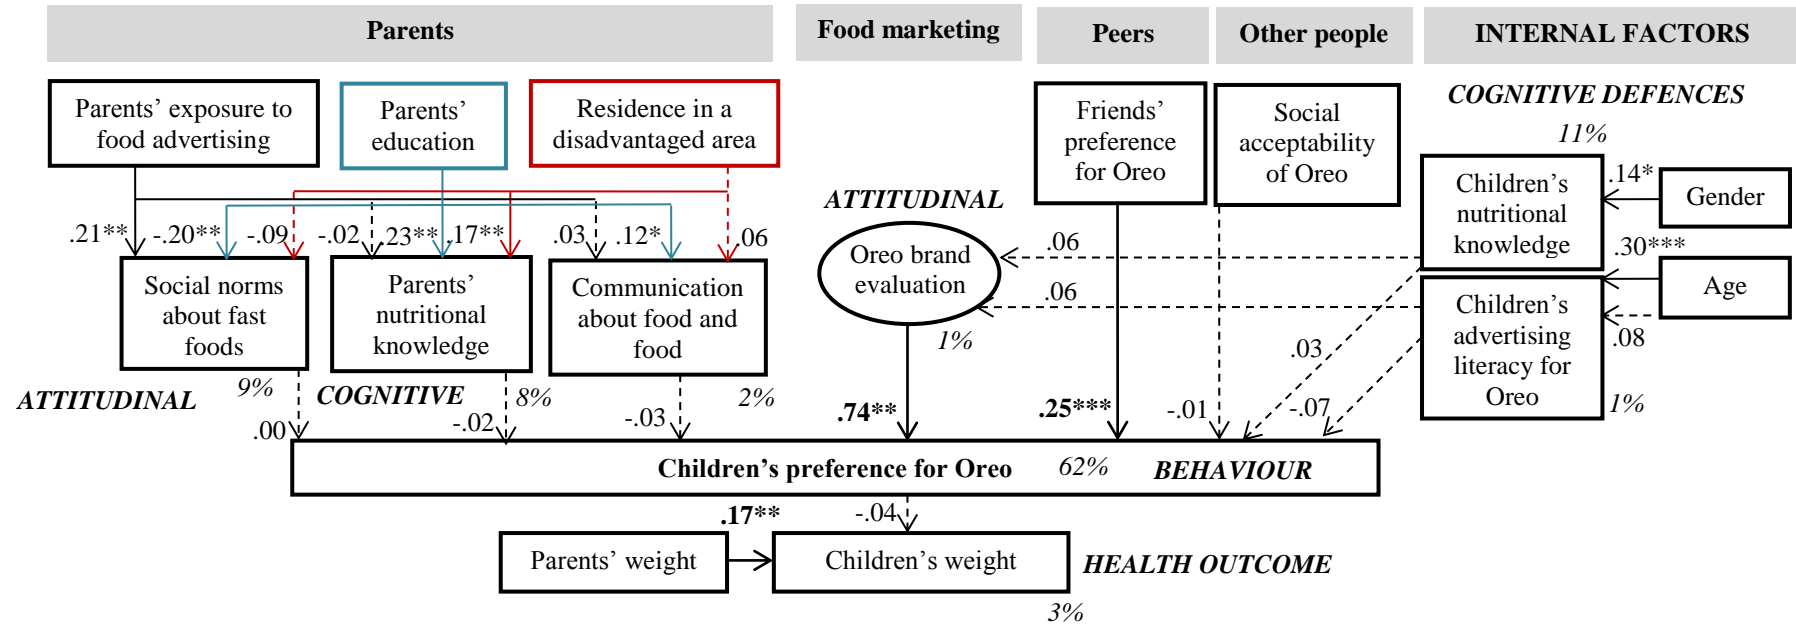 Parents
Food marketing
Peers
Other people
INTERNAL FACTORS
Parents’ exposure to
food advertising
Parents’
education
Residence in a
disadvantaged area
Friends’
preference
for Oreo
Social
acceptability
of Oreo
COGNITIVE DEFENCES
11%
Children’s
nutritional
knowledge
.14*
Gender
.30***
Age
.08
Children’s
advertising
literacy for
Oreo
1%
ATTITUDINAL
Oreo brand
evaluation
1%
.06
.06
.21**
-.20**
-.09
-.02
.23**
.17**
.03
.12*
.06
Social norms
about fast
foods
Parents’
nutritional
knowledge
Communication
about food and
food
ATTITUDINAL
9%
COGNITIVE
8%
2%
.00
-.02
-.03
.74**
.25***
-.01
.03
-.07
Children’s preference for Oreo
62%
BEHAVIOUR
.17**
-.04
Parents’ weight
Children’s weight
HEALTH OUTCOME
3%